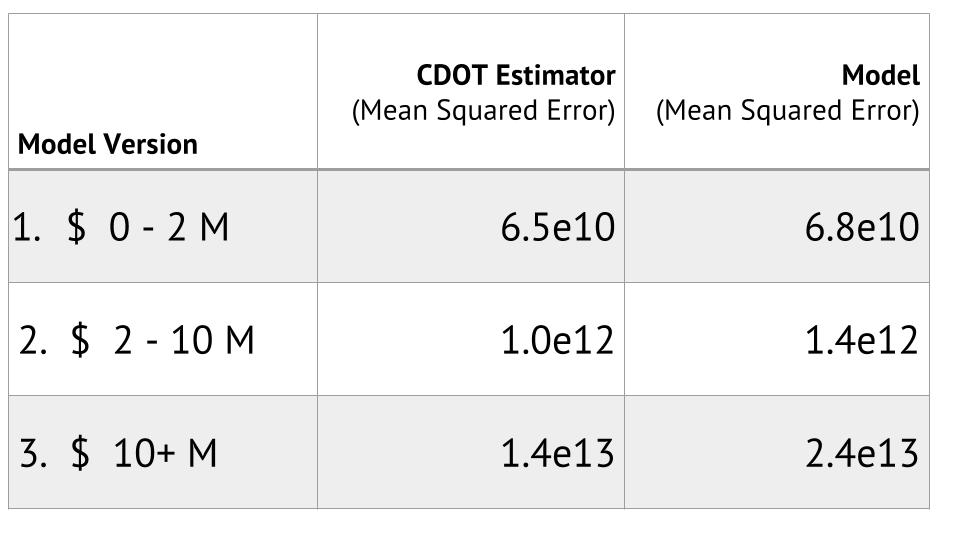 Model Version
CDOT Estimator
(Mean Squared Error)
Model
(Mean Squared Error)
1. $ 0 - 2 M
6.5e10
6.8e10
2. $ 2 - 10 M
1.0e12
1.4e12
3. $ 10+ M
1.4e13
2.4e13